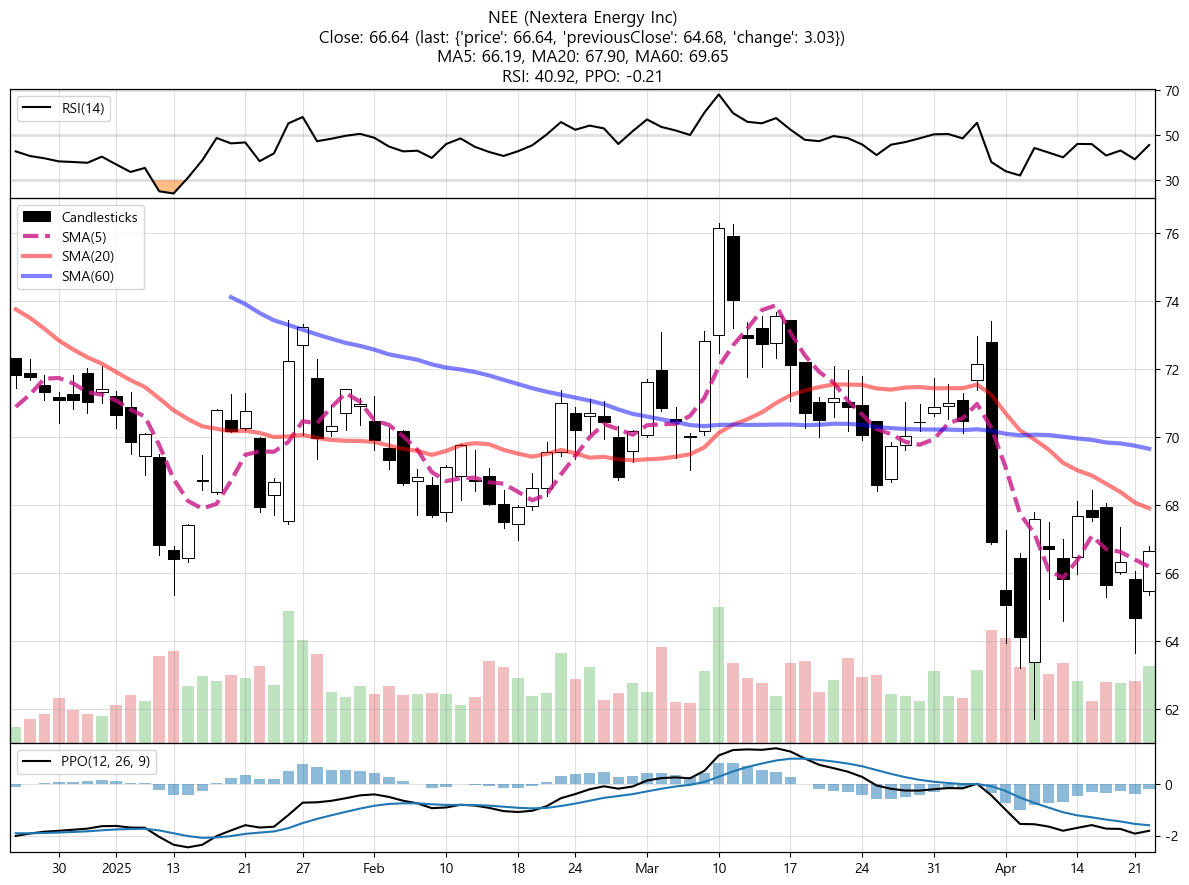 NEE (Nextera Energy Inc)
Close: 66.64 (last: {'price': 66.64, 'previousClose': 64.68, 'change': 3.03})
MA5: 66.19, MA20: 67.90, MA60: 69.65
RSI: 40.92, PPO: -0.21
RSI(14)
70
50
30
Candlesticks
SMA(5)
SMA(20)
SMA(60)
76
74
72
70
68
66
64
62
PPO(12, 26, 9)
0
-2
30 2025 13 21 27 Feb 10 18 24 Mar 10 17 24 31 Apr 14 21